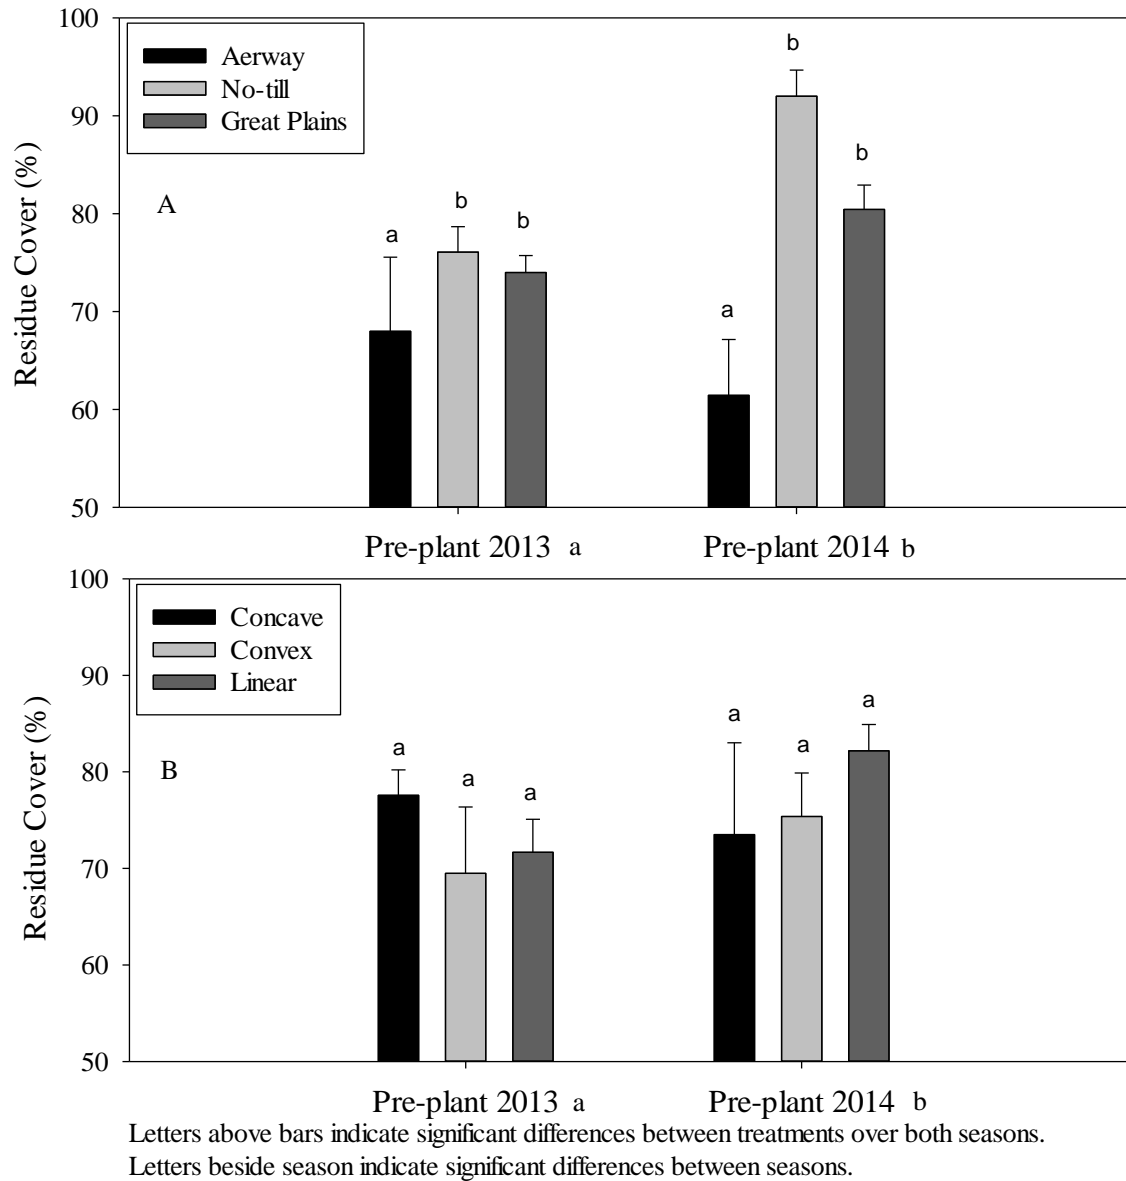 100
90
80
70
60
50
Residue Cover (%)
Aerway
No-till
Great Plains
A
a
b
b
a
b
b
Pre-plant 2013 a
Pre-plant 2014 b
100
90
80
70
60
50
Residue Cover (%)
Concave
Convex
Linear
B
a
a
a
a
a
a
Pre-plant 2013 a
Pre-plant 2014 b
Letters above bars indicate significant differences between treatments over both seasons.
Letters beside season indicate significant differences between seasons.